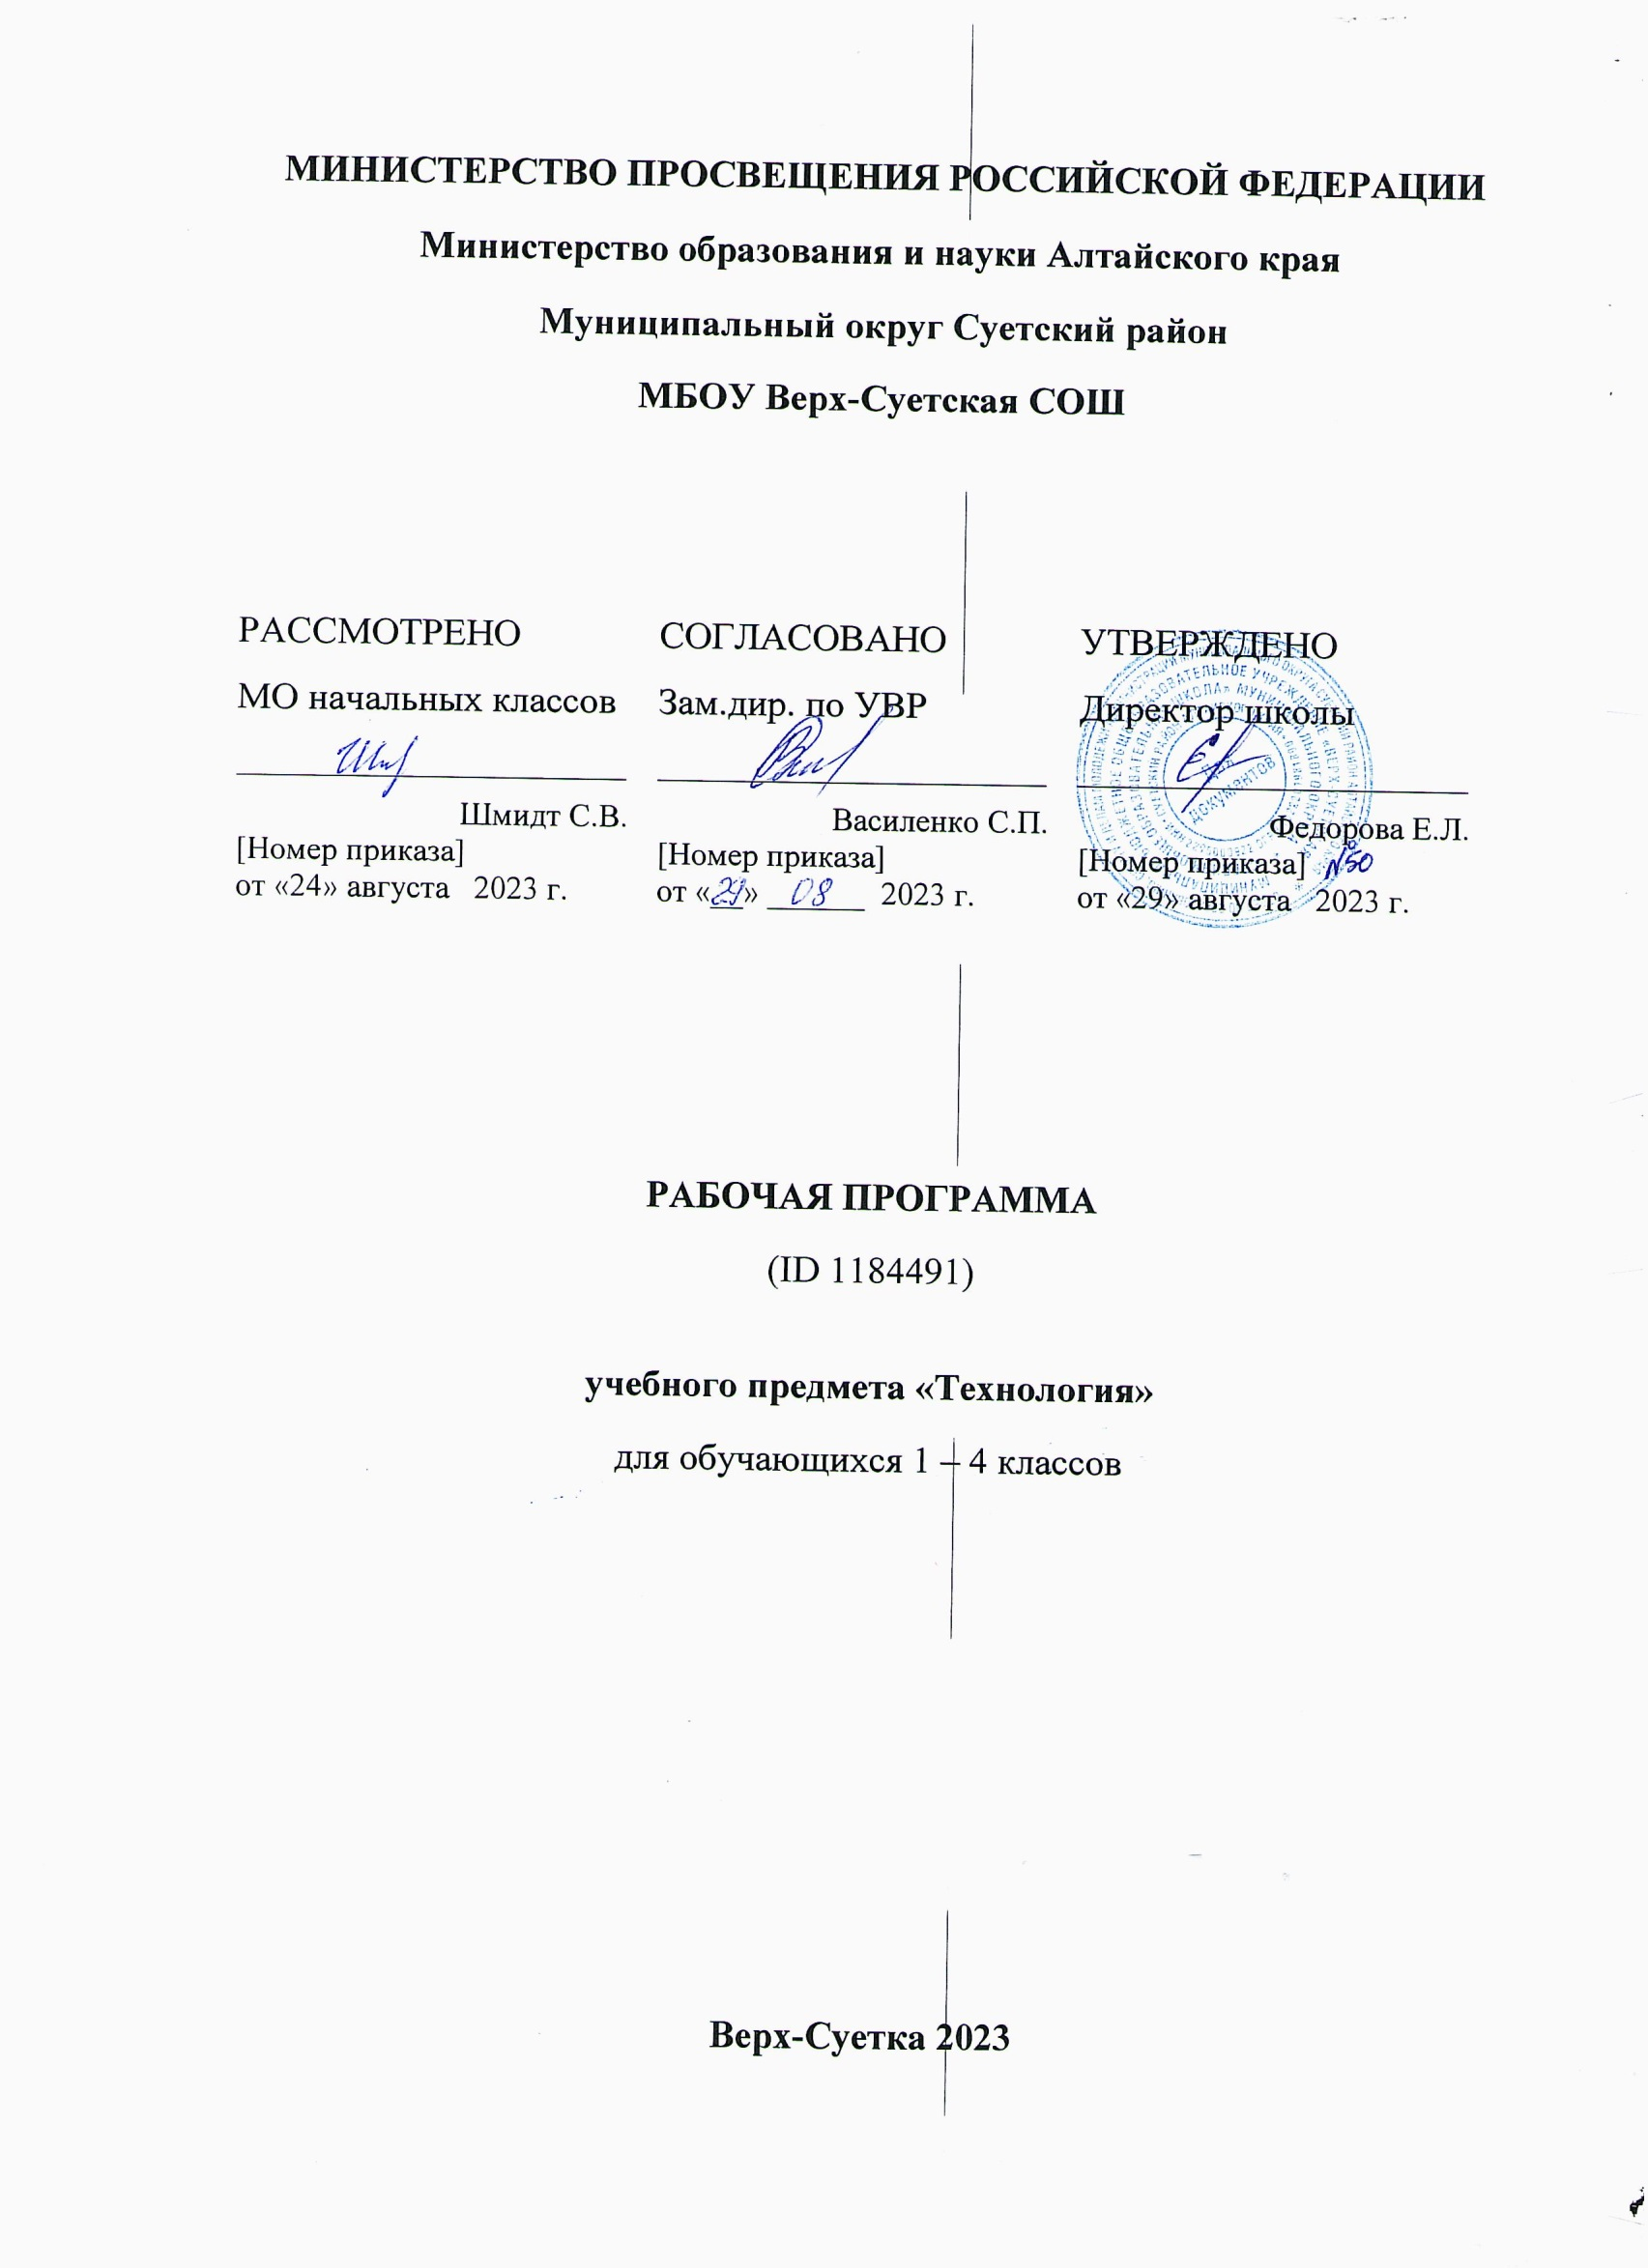 МИНИСТЕРСТВО ПРОСВЕЩЕНИЯ РОССИЙСКОЙ ФЕДЕРАЦИИ
Министерство образования и науки Алтайского края
Муниципальный округ Суетский район
МБОУ Верх-Суетская СОШ
РАССМОТРЕНО
МО начальных классов
Шмидт С.В.
[Номер приказа]
от «24» августа 2023 г.
СОГЛАСОВАНО
Зам.дир. по УВР
Василенко С.П.
[Номер приказа]
от «29» 08 2023 г.
УТВЕРЖДЕНО
Директор школы
Для
документов
Федорова Е.Л.
[Номер приказа] №50
от «29» августа 2023 г.
РАБОЧАЯ ПРОГРАММА
(ID 1184491)
учебного предмета «Технология»
для обучающихся 1 – 4 классов
Верх-Суетка 2023